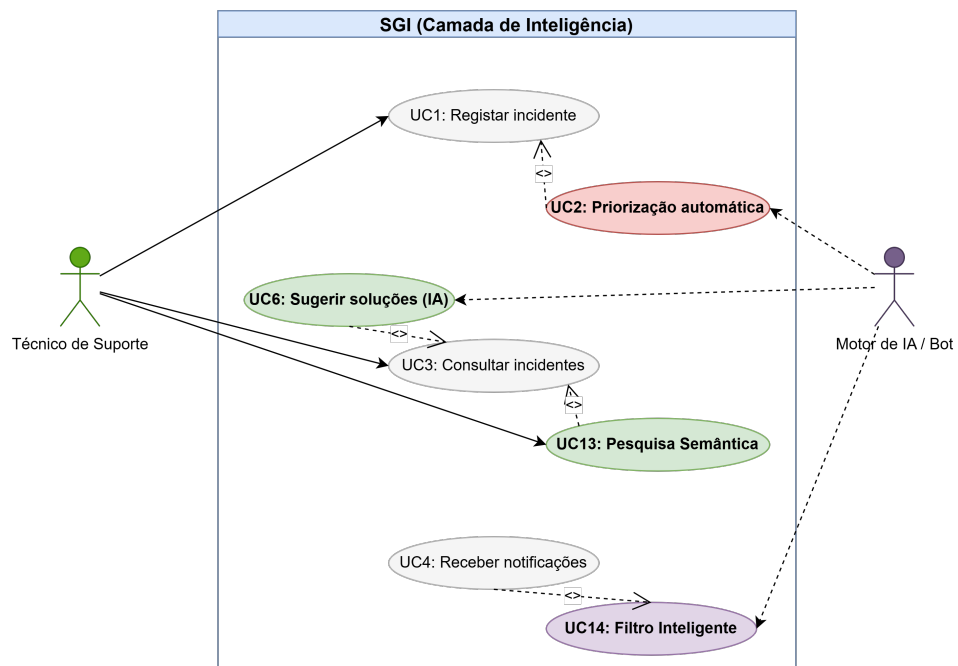 SGI (Camada de Inteligência)
UC1: Registar incidente
<>
UC2: Priorização automática
UC6: Sugerir soluções (IA)
<>
Técnico de Suporte
Motor de IA / Bot
UC3: Consultar incidentes
<>
UC13: Pesquisa Semântica
UC4: Receber notificações
<>
UC14: Filtro Inteligente